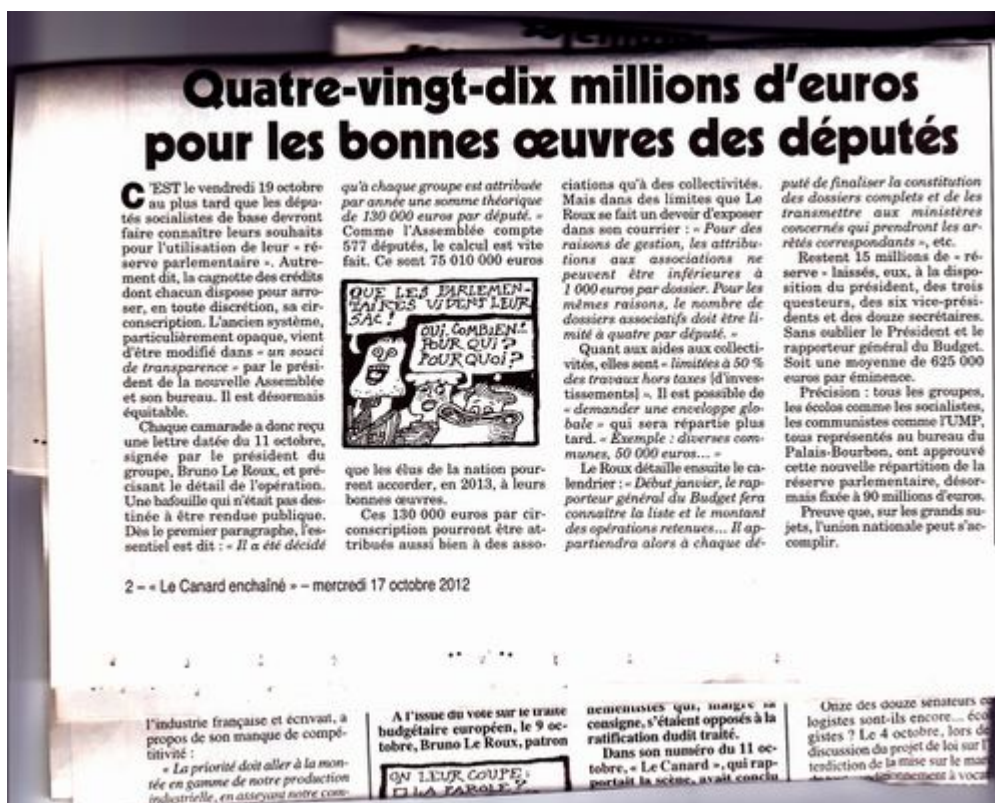 Quatre-vingt-dix millions d'euros
pour les bonnes œuvres des députés
C'EST le vendredi 19 octobre
au plus tard que les dépu-
tés socialistes de base devront
faire connaître leurs souhaits
pour l'utilisation de leur « ré-
serve parlementaire ». Autre-
ment dit, la cagnotte des crédits
dont chacun dispose pour arro-
ser, en toute discrétion, sa cir-
conscription. L'ancien système,
particulièrement opaque, vient
d'être modifié dans « un souci
de transparence » par le prési-
dent de la nouvelle Assemblée
et son bureau. Il est désormais
équitable.
Chaque camarade a donc reçu
une lettre datée du 11 octobre,
signée par le président du
groupe, Bruno Le Roux, et pré-
cisant le détail de l'opération.
Une bafouille qui n'était pas des-
tinée à être rendue publique.
Dès le premier paragraphe, l'es-
sentiel est dit : « Il a été décidé
qu'à chaque groupe est attribuée
par année une somme théorique
de 130 000 euros par député. »
Comme l'Assemblée compte
577 députés, le calcul est vite
fait. Ce sont 75 010 000 euros
QUE LES PARLEMEN-
TAIRES VIDENT LEUR
SAC !
OUI, COMBIEN ?
POUR QUI ?
POURQUOI ?
que les élus de la nation pour-
ront accorder, en 2013, à leurs
bonnes œuvres.
Ces 130 000 euros par cir-
conscription pourront être at-
tribués aussi bien à des asso-
ciations qu'à des collectivités.
Mais dans des limites que Le
Roux se fait un devoir d'exposer
dans son courrier : « Pour des
raisons de gestion, les attribu-
tions aux associations ne
peuvent être inférieures à
1 000 euros par dossier. Pour les
mêmes raisons, le nombre de
dossiers associatifs doit être li-
mité à quatre par député. »
Quant aux aides aux collecti-
vités, elles sont « limitées à 50 %
des travaux hors taxes [d'inves-
tissements] ». Il est possible de
« demander une enveloppe glo-
bale » qui sera répartie plus
tard. « Exemple : diverses com-
munes, 50 000 euros... »
Le Roux détaille ensuite le ca-
lendrier : « Début janvier, le rap-
porteur général du Budget fera
connaître la liste et le montant
des opérations retenues... Il ap-
partiendra alors à chaque dé-
puté de finaliser la constitution
des dossiers complets et de les
transmettre aux ministères
concernés qui prendront les ar-
rêtés correspondants », etc.
Restent 15 millions de « ré-
serve » laissés, eux, à la dispo-
sition du président, des trois
questeurs, des six vice-prési-
dents et des douze secrétaires.
Sans oublier le Président et le
rapporteur général du Budget.
Soit une moyenne de 625 000
euros par éminence.
Précision : tous les groupes,
les écolos comme les socialistes,
les communistes comme l'UMP,
tous représentés au bureau du
Palais-Bourbon, ont approuvé
cette nouvelle répartition de la
réserve parlementaire, désor-
mais fixée à 90 millions d'euros.
Preuve que, sur les grands su-
jets, l'union nationale peut s'ac-
complir.
2 – « Le Canard enchaîné » – mercredi 17 octobre 2012
l'industrie française et écrivait, à
propos de son manque de compé-
titivité :
« La priorité doit aller à la mon-
tée en gamme de notre production
industrielle, en asseyant notre com-
A l'issue du vote sur le traité
budgétaire européen, le 9 oc-
tobre, Bruno Le Roux, patron
ON LEUR COUPE
LA PAROLE ?
nementistes qui, malgré la
consigne, s'étaient opposés à la
ratification dudit traité.
Dans son numéro du 11 oc-
tobre, « Le Canard », qui rap-
portait la scène, avait conclu
Onze des douze sénateurs
logistes sont-ils encore... éco
gistes ? Le 4 octobre, lors de
discussion du projet de loi sur l'
terdiction de la mise sur le mar